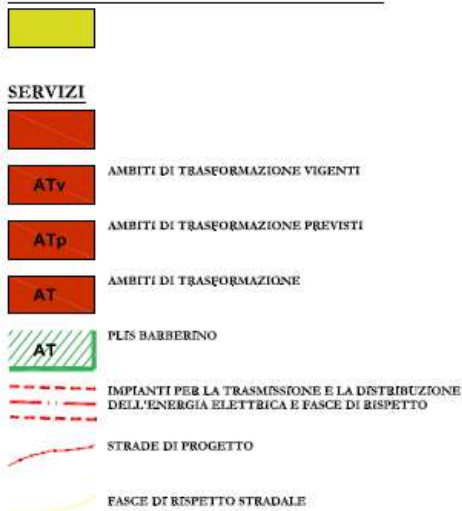 SERVIZI
ATv AMBITI DI TRASFORMAZIONE VIGENTI
ATp AMBITI DI TRASFORMAZIONE PREVISTI
AT AMBITI DI TRASFORMAZIONE
AT PLIS BARBERINO
IMPIANTI PER LA TRASMISSIONE E LA DISTRIBUZIONE
DELL'ENERGIA ELETTRICA E FASCE DI RISPETTO
STRADE DI PROGETTO
FASCE DI RISPETTO STRADALE